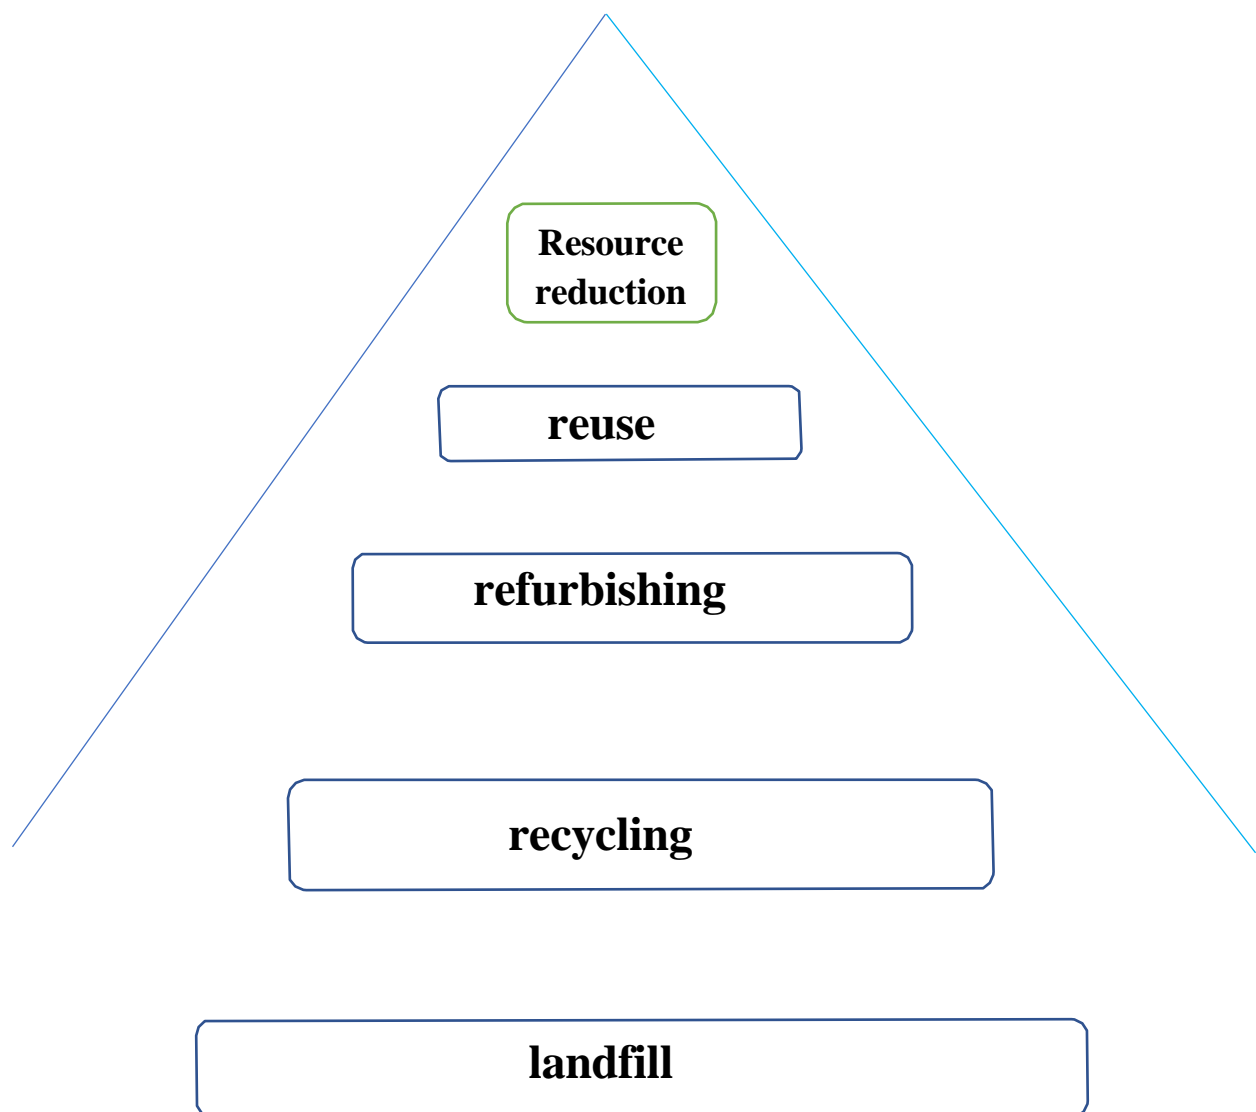 Resource
reduction
reuse
refurbishing
recycling
landfill